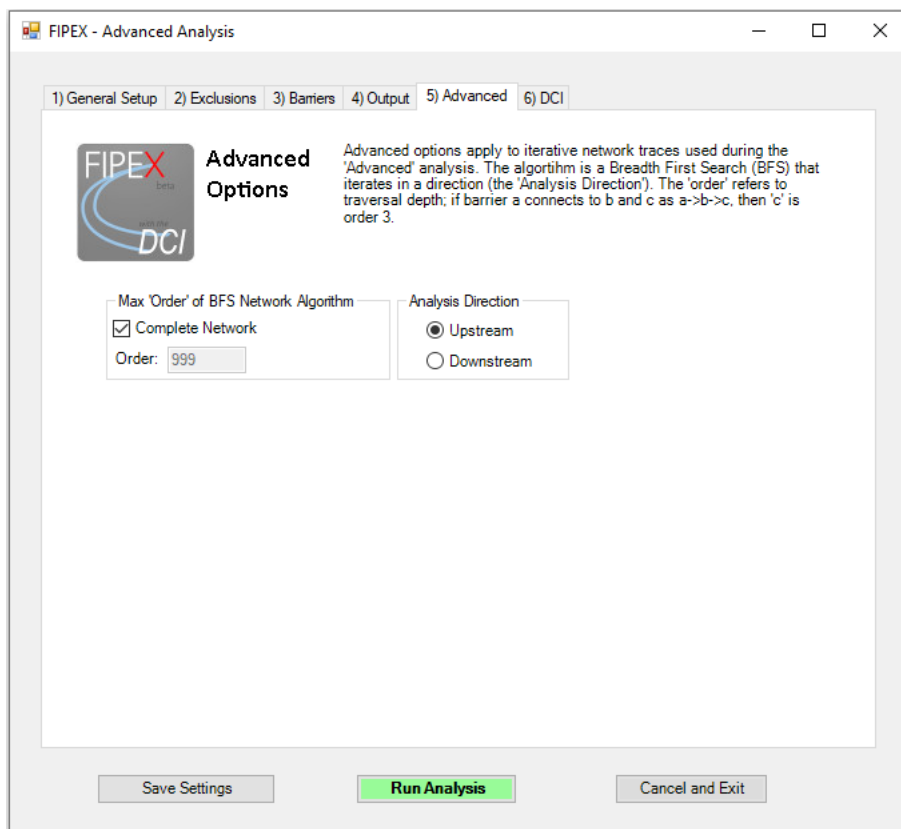 FIPEX - Advanced Analysis
1) General Setup 2) Exclusions 3) Barriers 4) Output 5) Advanced 6) DCI
FIPEX
beta
with the
DCI
Advanced
Options
Advanced options apply to iterative network traces used during the
'Advanced' analysis. The algortihm is a Breadth First Search (BFS) that
iterates in a direction (the 'Analysis Direction'). The 'order' refers to
traversal depth; if barrier a connects to b and c as a->b->c, then 'c' is
order 3.
Max 'Order' of BFS Network Algorithm
Complete Network
Order: 999
Analysis Direction
Upstream
Downstream
Save Settings Run Analysis Cancel and Exit